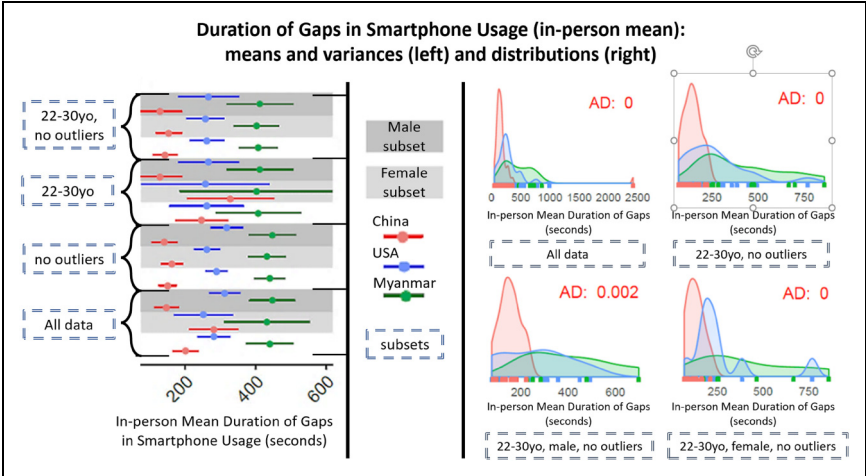 Duration of Gaps in Smartphone Usage (in-person mean):
means and variances (left) and distributions (right)
22-30yo,
no outliers
22-30yo
no outliers
All data
200
400
600
In-person Mean Duration of Gaps
in Smartphone Usage (seconds)
Male
subset
Female
subset
China
USA
Myanmar
subsets
AD: 0
0 500 1000 1500 2000 2500
In-person Mean Duration of Gaps
(seconds)
All data
AD: 0
250 500 750
In-person Mean Duration of Gaps
(seconds)
22-30yo, no outliers
AD: 0.002
200 400 600
In-person Mean Duration of Gaps
(seconds)
22-30yo, male, no outliers
AD: 0
250 500 750
In-person Mean Duration of Gaps
(seconds)
22-30yo, female, no outliers